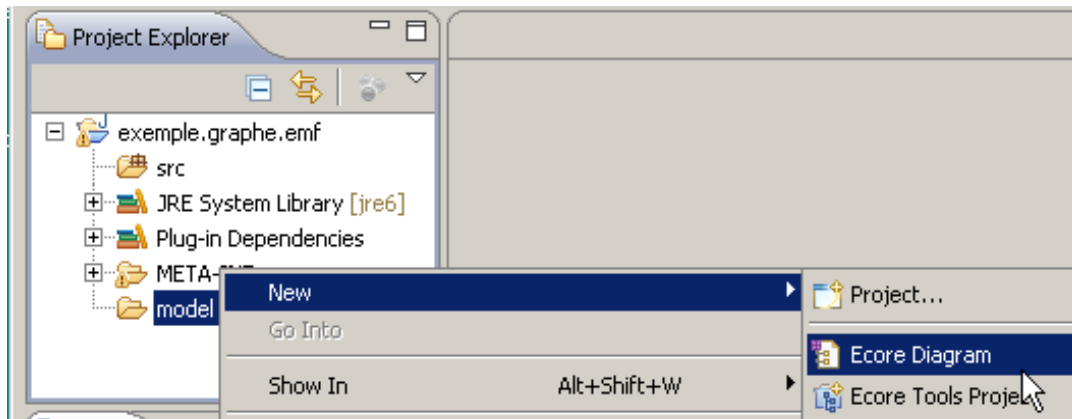 Project Explorer
exemple.graphe.emf
src
JRE System Library [jre6]
Plug-in Dependencies
META-
model
New
Project...
Go Into
Ecore Diagram
Show In Alt+Shift+W
Ecore Tools